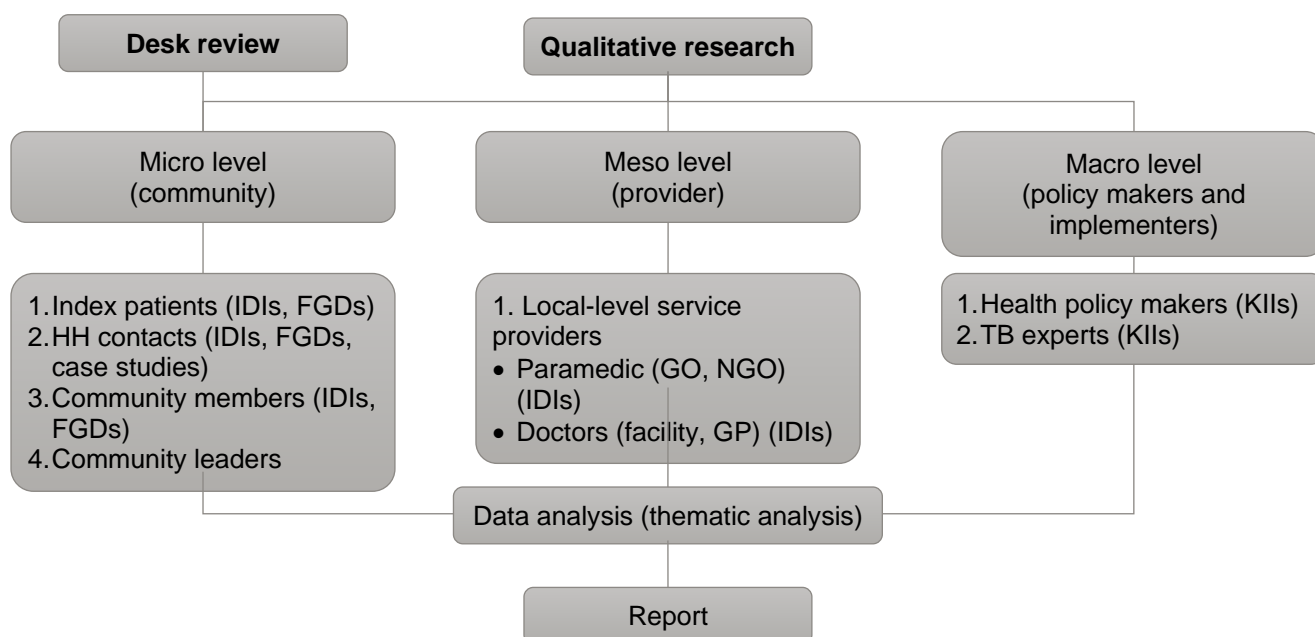 Desk review
Qualitative research
Micro level
(community)
Meso level
(provider)
Macro level
(policy makers and
implementers)
1. Index patients (IDIs, FGDs)
2. HH contacts (IDIs, FGDs,
case studies)
3. Community members (IDIs,
FGDs)
4. Community leaders
1. Local-level service
providers
• Paramedic (GO, NGO)
(IDIs)
• Doctors (facility, GP) (IDIs)
1. Health policy makers (KIIs)
2. TB experts (KIIs)
Data analysis (thematic analysis)
Report